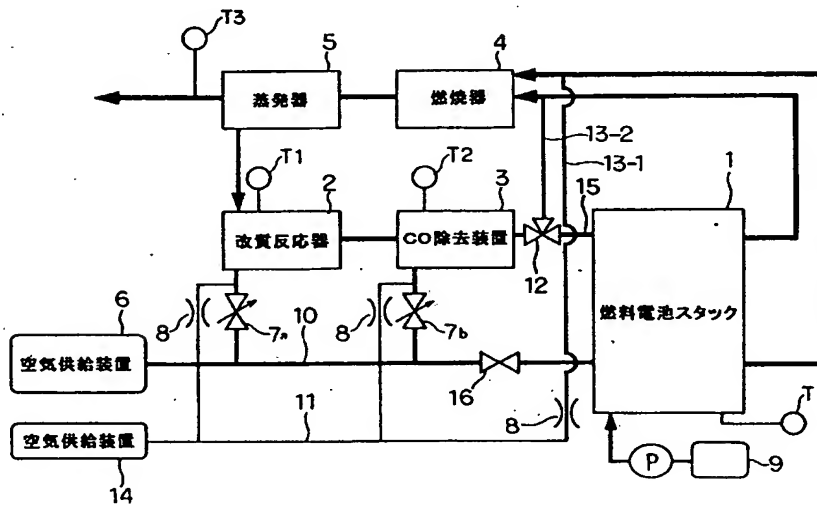 T3
5
4
蒸発器
燃焼器
13-2
T1
T2
13-1
2
3
15
1
改質反応器
CO除去装置
12
6
8
7a
8
7b
燃料電池スタック
10
空気供給装置
16
11
8
T
空気供給装置
P
9
14